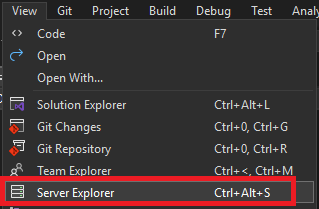 View Git Project Build Debug Test Analy
Code F7
Open
Open With...
Solution Explorer Ctrl+Alt+L
Git Changes Ctrl+0, Ctrl+G
Git Repository Ctrl+0, Ctrl+R
Team Explorer Ctrl+<, Ctrl+M
Server Explorer Ctrl+Alt+S